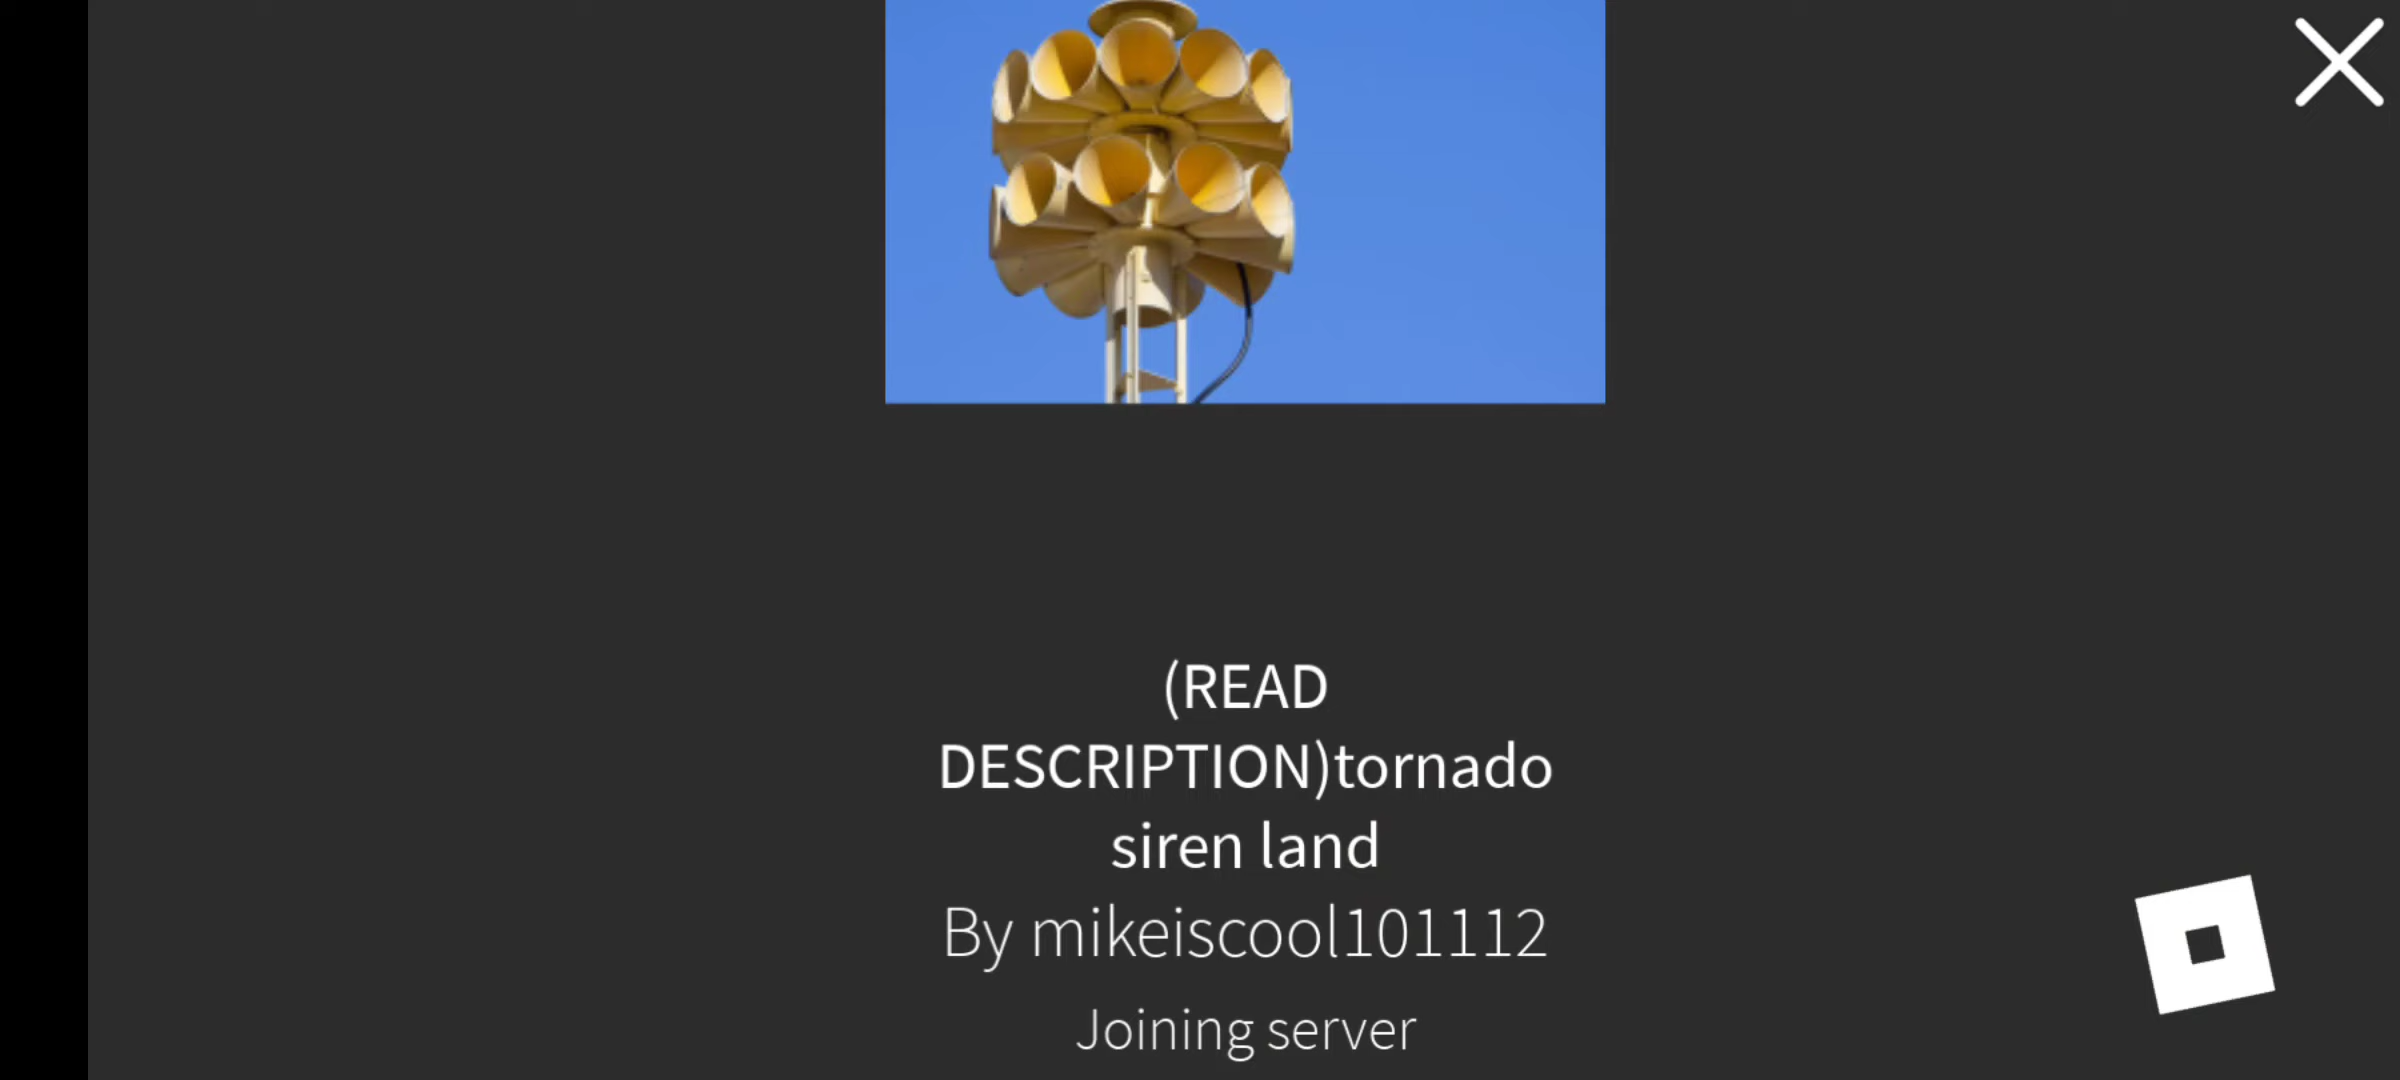 (READ
DESCRIPTION)tornado
siren land
By mikeiscool101112
Joining server